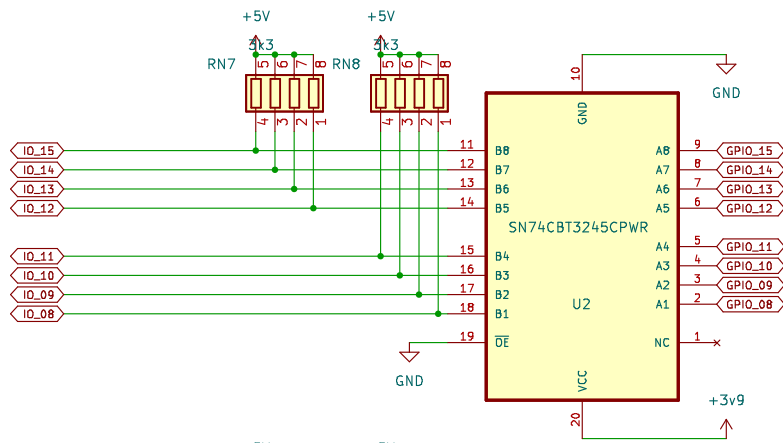 +5V
+5V
3k3
3k3
RN7
RN8
5 6 7 8
5 6 7 8
4 3 2 1
4 3 2 1
10
GND
GND
IO_15
11
B8
A8
9
GPIO_15
IO_14
12
B7
A7
8
GPIO_14
IO_13
13
B6
A6
7
GPIO_13
IO_12
14
B5
A5
6
GPIO_12
SN74CBT3245CPWR
IO_11
15
B4
A4
5
GPIO_11
IO_10
16
B3
A3
4
GPIO_10
IO_09
17
B2
A2
3
GPIO_09
IO_08
18
B1
A1
2
GPIO_08
U2
19
OE
NC
1
GND
VCC
20
+3v9